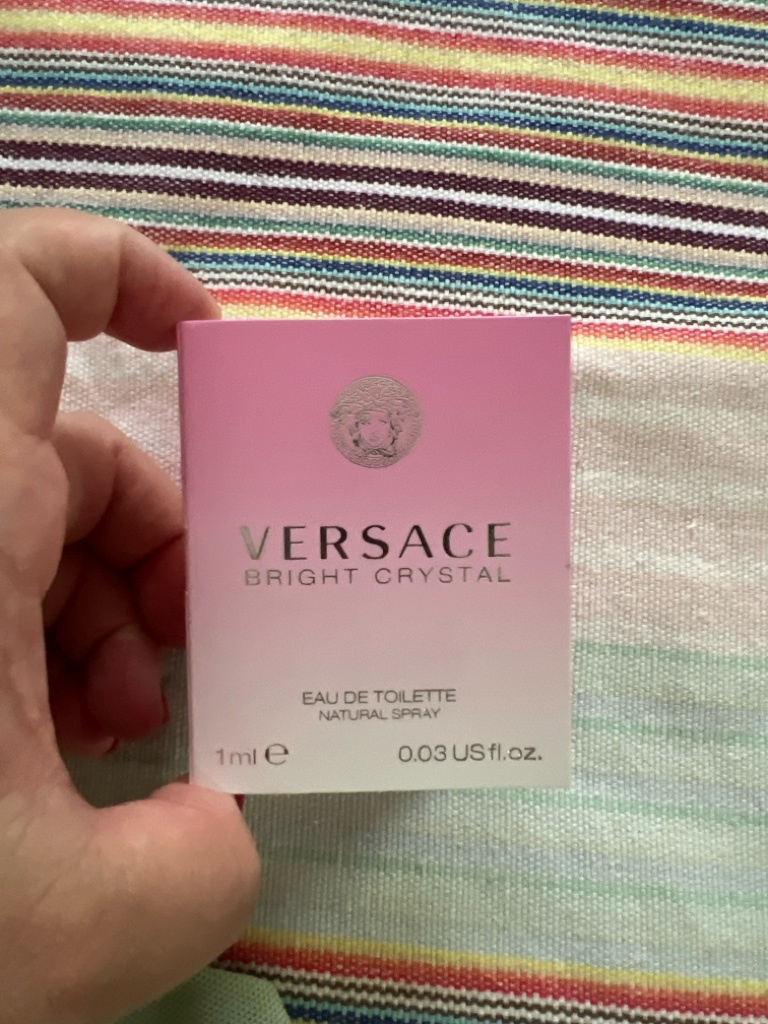 VERSACE
BRIGHT CRYSTAL
EAU DE TOILETTE
NATURAL SPRAY
1ml ℮ 0.03 US fl.oz.